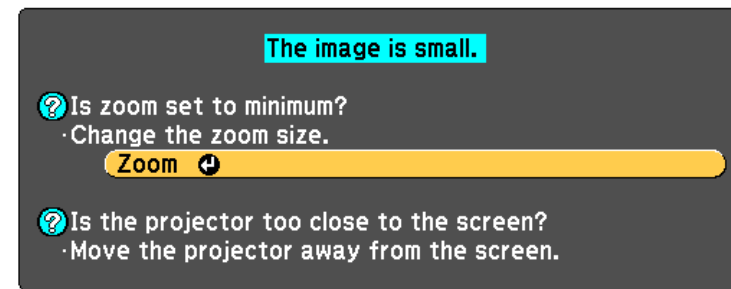 The image is small.
Is zoom set to minimum?
·Change the zoom size.
Zoom
Is the projector too close to the screen?
·Move the projector away from the screen.